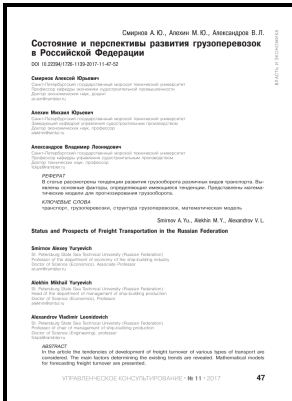 Смирнов А. Ю., Алехин М. Ю., Александров В. Л.
Состояние и перспективы развития грузоперевозок
в Российской Федерации
DOI 10.22394/1726-1139-2017-11-47-52
Смирнов Алексей Юрьевич
Санкт-Петербургский государственный морской технический университет
Профессор кафедры экономики судостроительной промышленности
Доктор экономических наук, доцент
Алехин Михаил Юрьевич
Санкт-Петербургский государственный морской технический университет
Заведующий кафедрой управления судостроительным производством
Доктор экономических наук, профессор
Александров Владимир Леонидович
Санкт-Петербургский государственный морской технический университет
Профессор кафедры управления судостроительным производством
Доктор технических наук, профессор
РЕФЕРАТ
В статье рассмотрены тенденции развития грузооборота различных видов транспорта. Вы-
явлены основные факторы, определяющие имеющиеся тенденции. Представлены матема-
тические модели для прогнозирования грузооборота.
КЛЮЧЕВЫЕ СЛОВА
транспорт, грузоперевозки, структура грузоперевозок, математическая модель
Smirnov A. Yu., Alekhin M. Yu., Alexandrov V. L.
Status and Prospects of Freight Transportation in the Russian Federation
Smirnov Alexey Yuryevich
St. Petersburg State Sea Technical University (Russian Federation)
Professor of the department of economy of the ship-building industry
Doctor of Science (Economics), Associate Professor
Alekhin Mikhail Yuryevich
St. Petersburg State Sea Technical University (Russian Federation)
Head of the department of management of ship-building production
Doctor of Science (Economics), Professor
Alexandrov Vladimir Leonidovich
St. Petersburg State Sea Technical University (Russian Federation)
Professor of chair of management of ship-building production
Doctor of Science (Engineering), professor
ABSTRACT
In the article the tendencies of development of freight turnover of various types of transport are
considered. The main factors determining the existing trends are revealed. Mathematical models
for forecasting freight turnover are presented.
УПРАВЛЕНЧЕСКОЕ КОНСУЛЬТИРОВАНИЕ • № 11 • 2017 47
ВЛАСТЬ И ЭКОНОМИКА